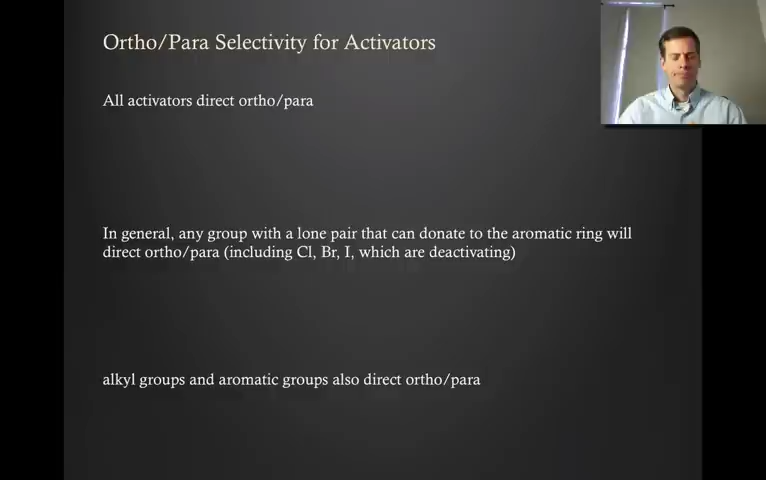 Ortho/Para Selectivity for Activators
All activators direct ortho/para
In general, any group with a lone pair that can donate to the aromatic ring will
direct ortho/para (including Cl, Br, I, which are deactivating)
alkyl groups and aromatic groups also direct ortho/para